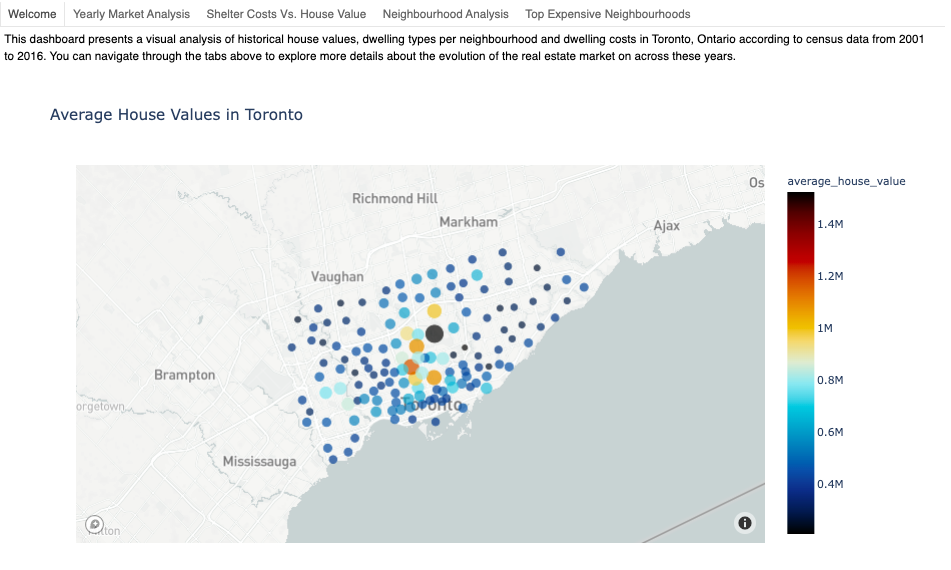 Welcome Yearly Market Analysis Shelter Costs Vs. House Value Neighbourhood Analysis Top Expensive Neighbourhoods
This dashboard presents a visual analysis of historical house values, dwelling types per neighbourhood and dwelling costs in Toronto, Ontario according to census data from 2001
to 2016. You can navigate through the tabs above to explore more details about the evolution of the real estate market on across these years.
Average House Values in Toronto
average_house_value
Os
Richmond Hill
Markham
Ajax
1.4M
Vaughan
1.2M
1M
Brampton
0.8M
orgetown
Toronto
0.6M
Mississauga
0.4M